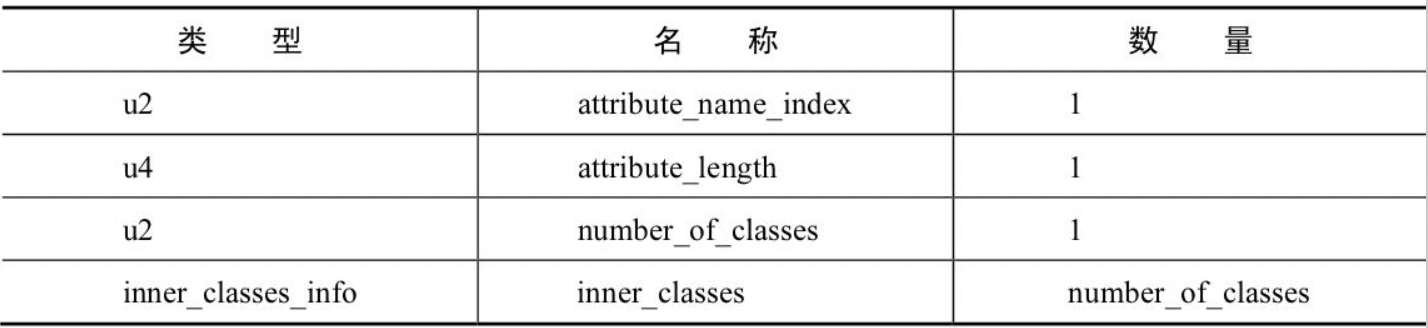 类 型 名 称 数 量
u2 attribute_name_index 1
u4 attribute_length 1
u2 number_of_classes 1
inner_classes_info inner_classes number_of_classes